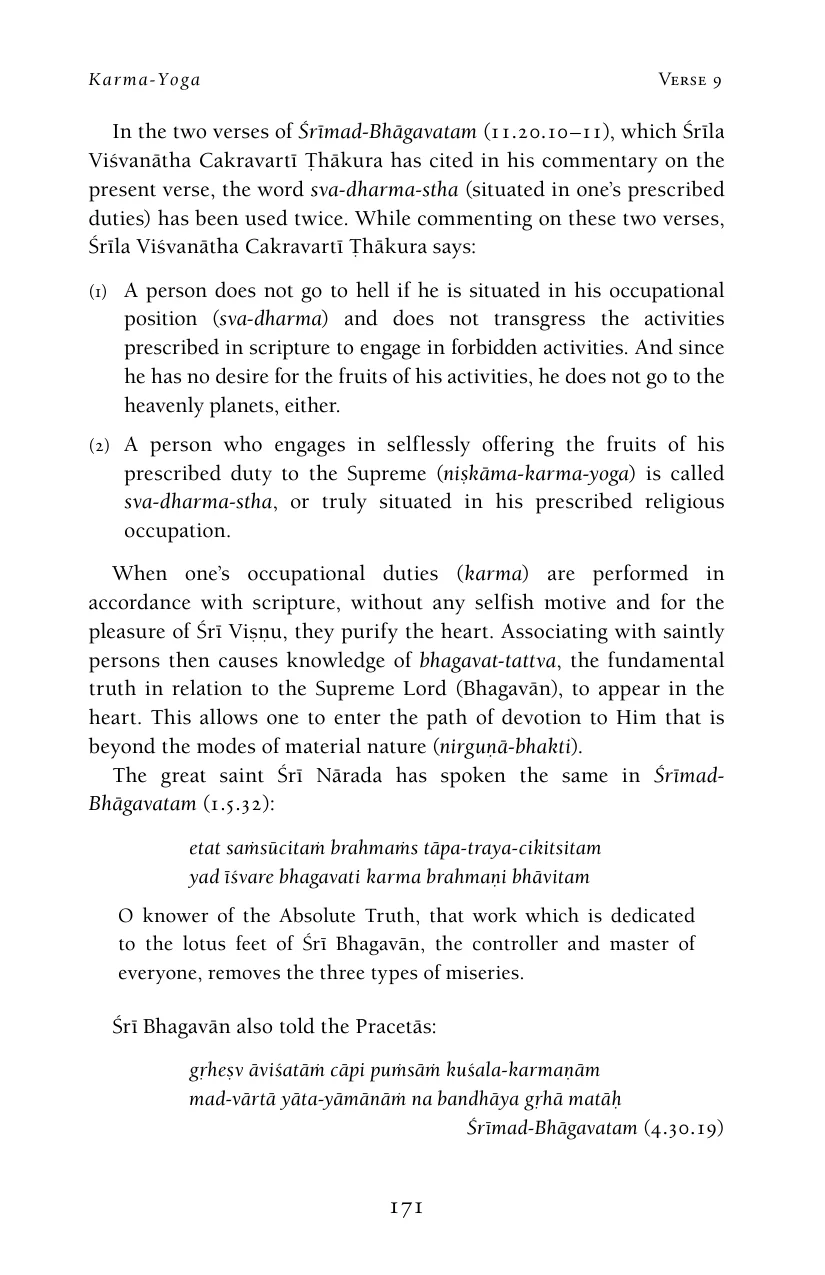 Karma-Yoga Verse 9
In the two verses of Śrīmad-Bhāgavatam (11.20.10–11), which Śrīla
Viśvanātha Cakravartī Ṭhākura has cited in his commentary on the
present verse, the word sva-dharma-stha (situated in one’s prescribed
duties) has been used twice. While commenting on these two verses,
Śrīla Viśvanātha Cakravartī Ṭhākura says:
(1) A person does not go to hell if he is situated in his occupational
position (sva-dharma) and does not transgress the activities
prescribed in scripture to engage in forbidden activities. And since
he has no desire for the fruits of his activities, he does not go to the
heavenly planets, either.
(2) A person who engages in selflessly offering the fruits of his
prescribed duty to the Supreme (niṣkāma-karma-yoga) is called
sva-dharma-stha, or truly situated in his prescribed religious
occupation.
When one’s occupational duties (karma) are performed in
accordance with scripture, without any selfish motive and for the
pleasure of Śrī Viṣṇu, they purify the heart. Associating with saintly
persons then causes knowledge of bhagavat-tattva, the fundamental
truth in relation to the Supreme Lord (Bhagavān), to appear in the
heart. This allows one to enter the path of devotion to Him that is
beyond the modes of material nature (nirguṇā-bhakti).
The great saint Śrī Nārada has spoken the same in Śrīmad-
Bhāgavatam (1.5.32):
etat saṁsūcitaṁ brahmaṁs tāpa-traya-cikitsitam
yad īśvare bhagavati karma brahmaṇi bhāvitam
O knower of the Absolute Truth, that work which is dedicated
to the lotus feet of Śrī Bhagavān, the controller and master of
everyone, removes the three types of miseries.
Śrī Bhagavān also told the Pracetās:
gṛheṣv āviśatāṁ cāpi puṁsāṁ kuśala-karmaṇām
mad-vārtā yāta-yāmānāṁ na bandhāya gṛhā matāḥ
Śrīmad-Bhāgavatam (4.30.19)
171